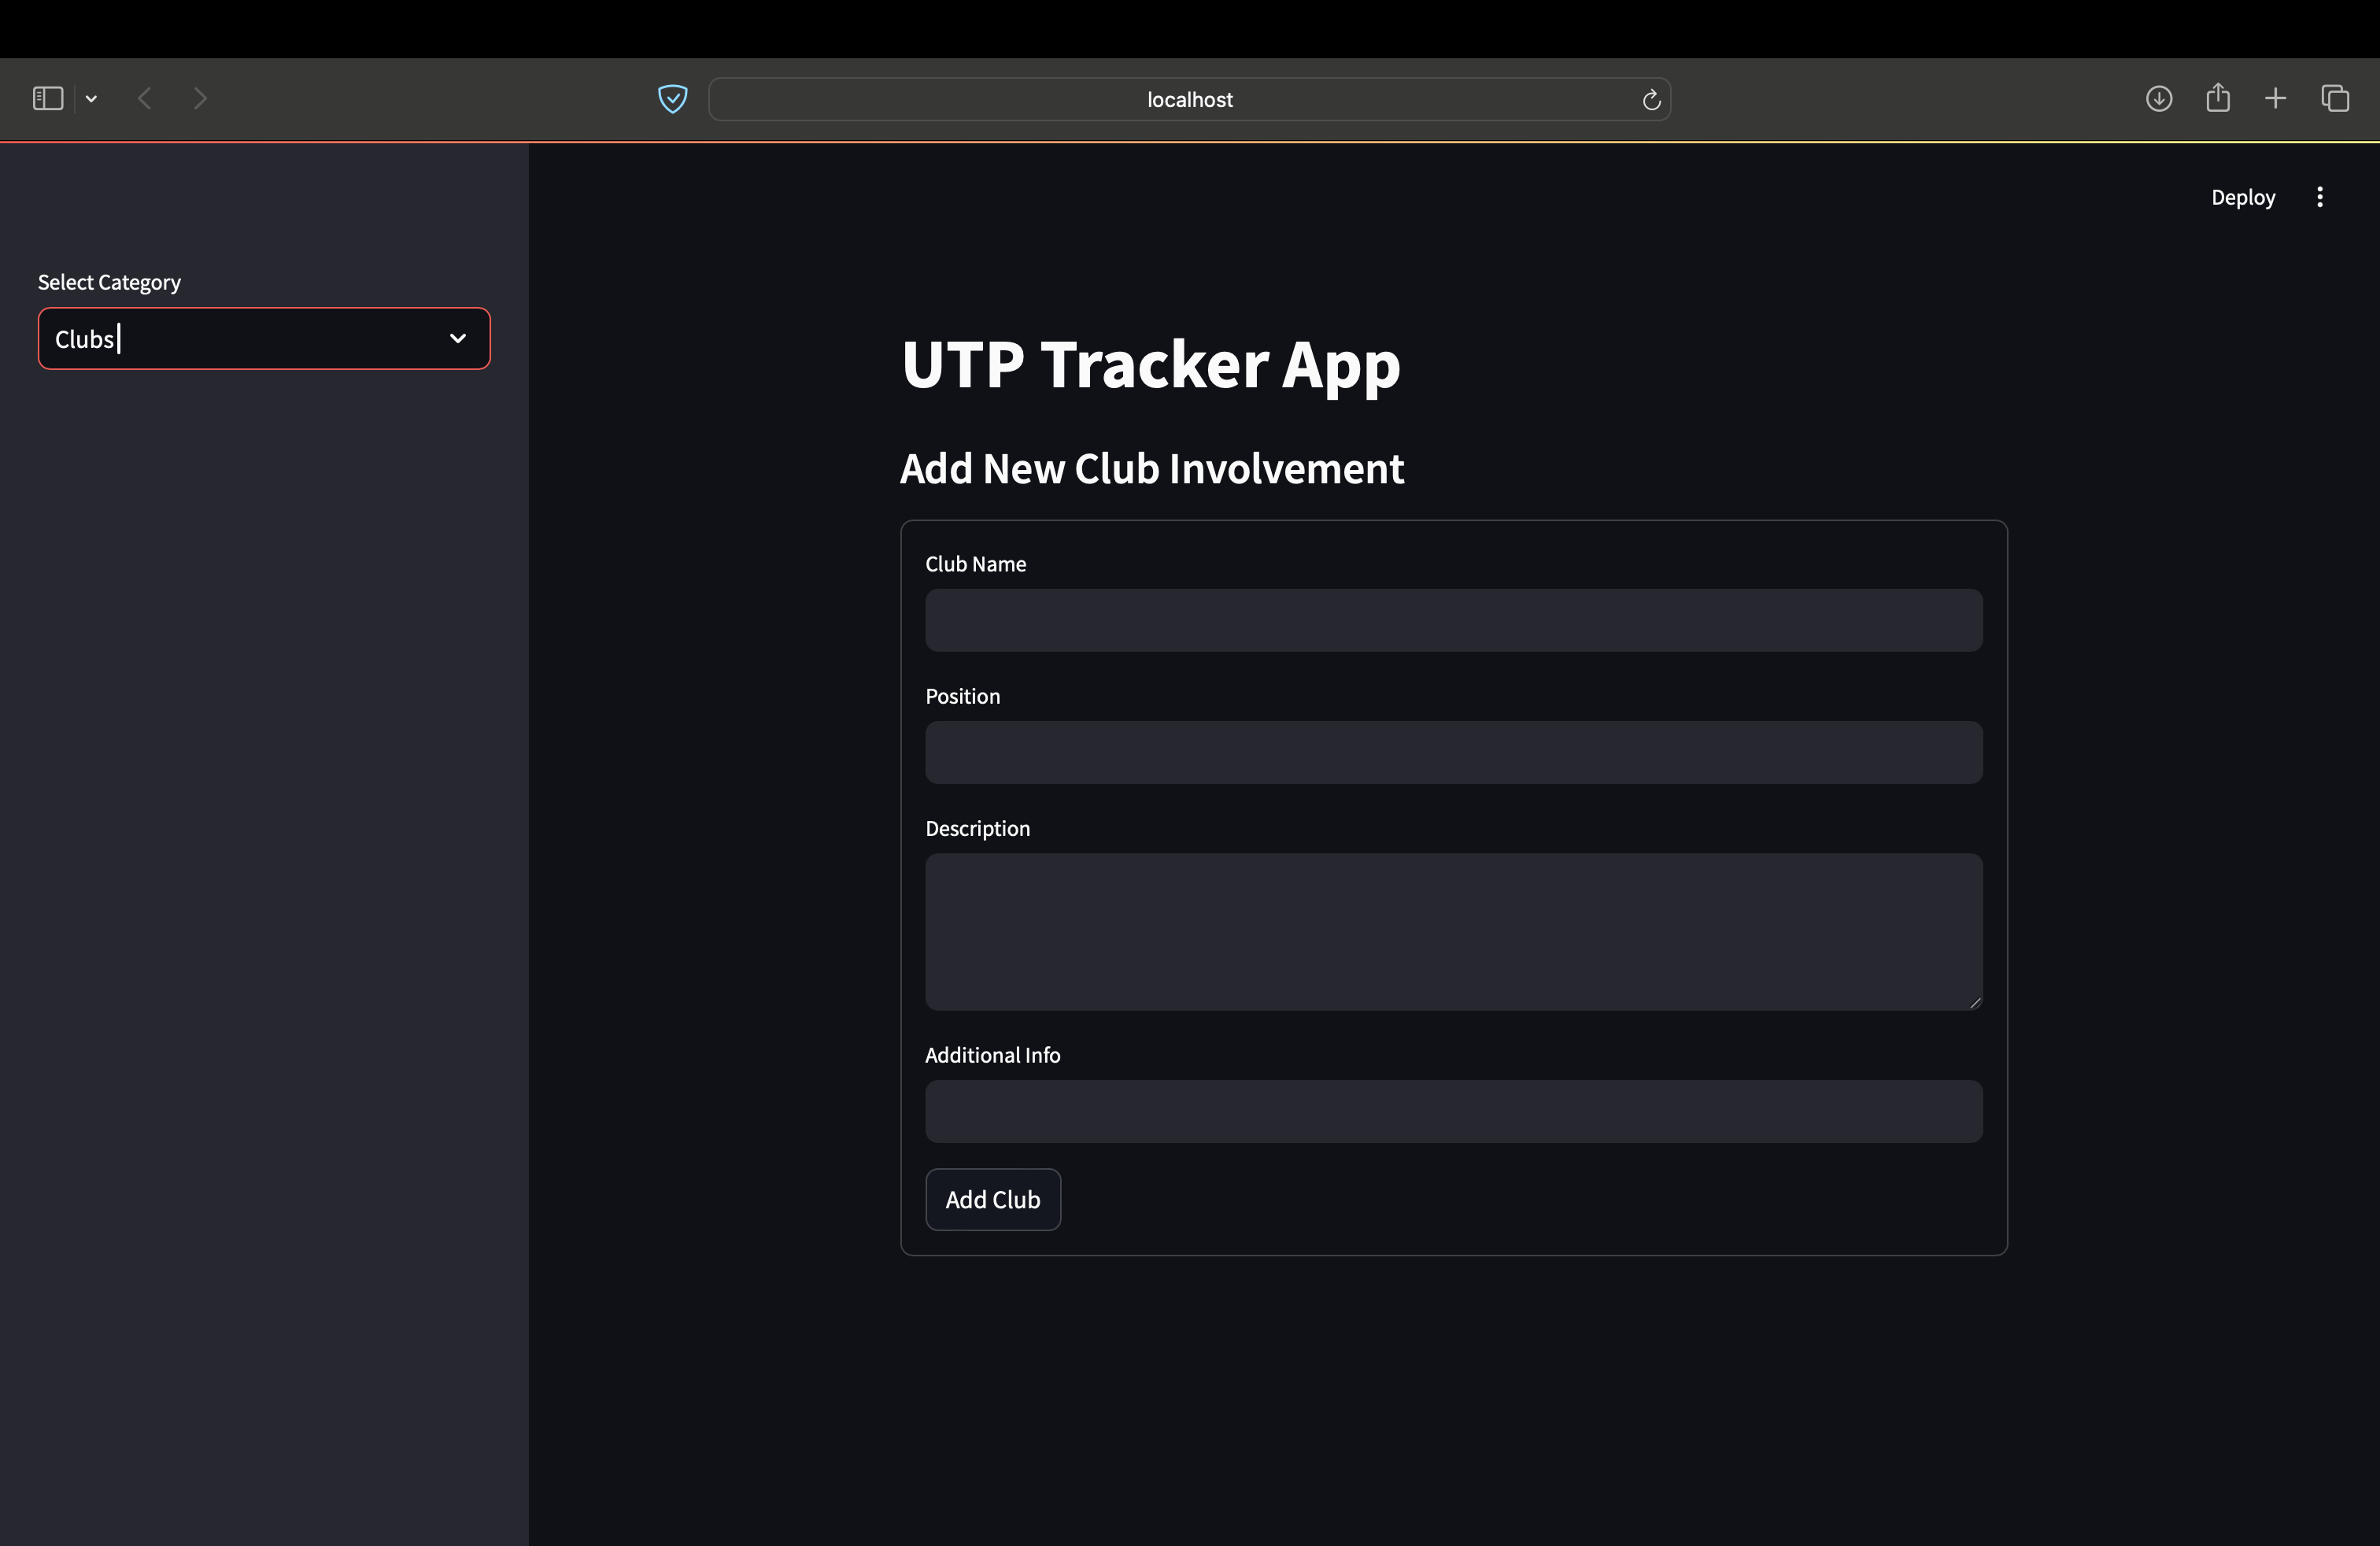 localhost
Deploy
Select Category
Clubs
UTP Tracker App
Add New Club Involvement
Club Name
Position
Description
Additional Info
Add Club